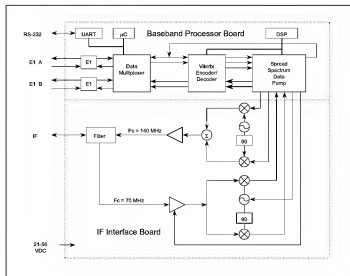 Baseband Processor Board
RS-232
UART
µC
DSP
E1 A
E1
Data
Multiplexer
Viterbi
Encoder/
Decoder
Spread
Spectrum
Data
Pump
E1 B
E1
IF
Filter
Fc = 140 MHz
Σ
90
Fc = 70 MHz
90
IF Interface Board
21-56
VDC